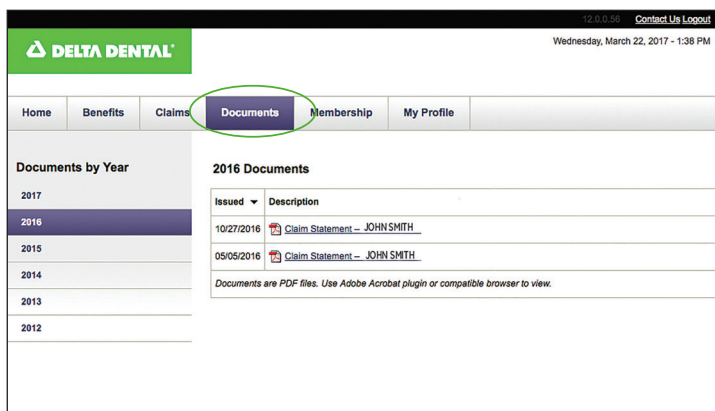 12.0.0.56 Contact Us Logout
DELTA DENTAL
Wednesday, March 22, 2017 - 1:38 PM
Home Benefits Claims Documents Membership My Profile
Documents by Year
2017
2016
2015
2014
2013
2012
2016 Documents
Issued Description
10/27/2016 Claim Statement – JOHN SMITH
05/05/2016 Claim Statement – JOHN SMITH
Documents are PDF files. Use Adobe Acrobat plugin or compatible browser to view.